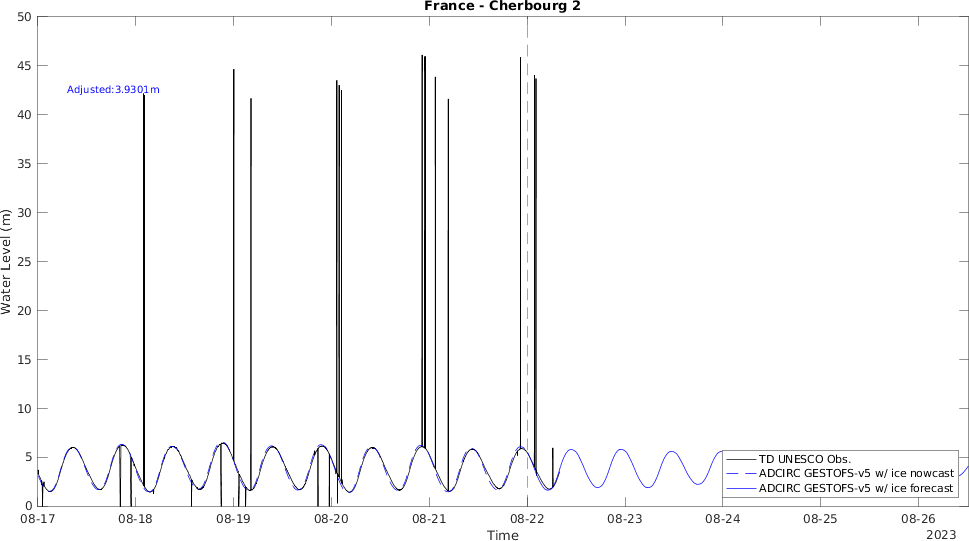 France - Cherbourg 2
50
45
40
35
30
25
20
15
10
5
0
Water Level (m)
Adjusted:3.9301m
TD UNESCO Obs.
ADCIRC GESTOFS-v5 w/ ice nowcast
ADCIRC GESTOFS-v5 w/ ice forecast
08-17 08-18 08-19 08-20 08-21 08-22 08-23 08-24 08-25 08-26
Time
2023